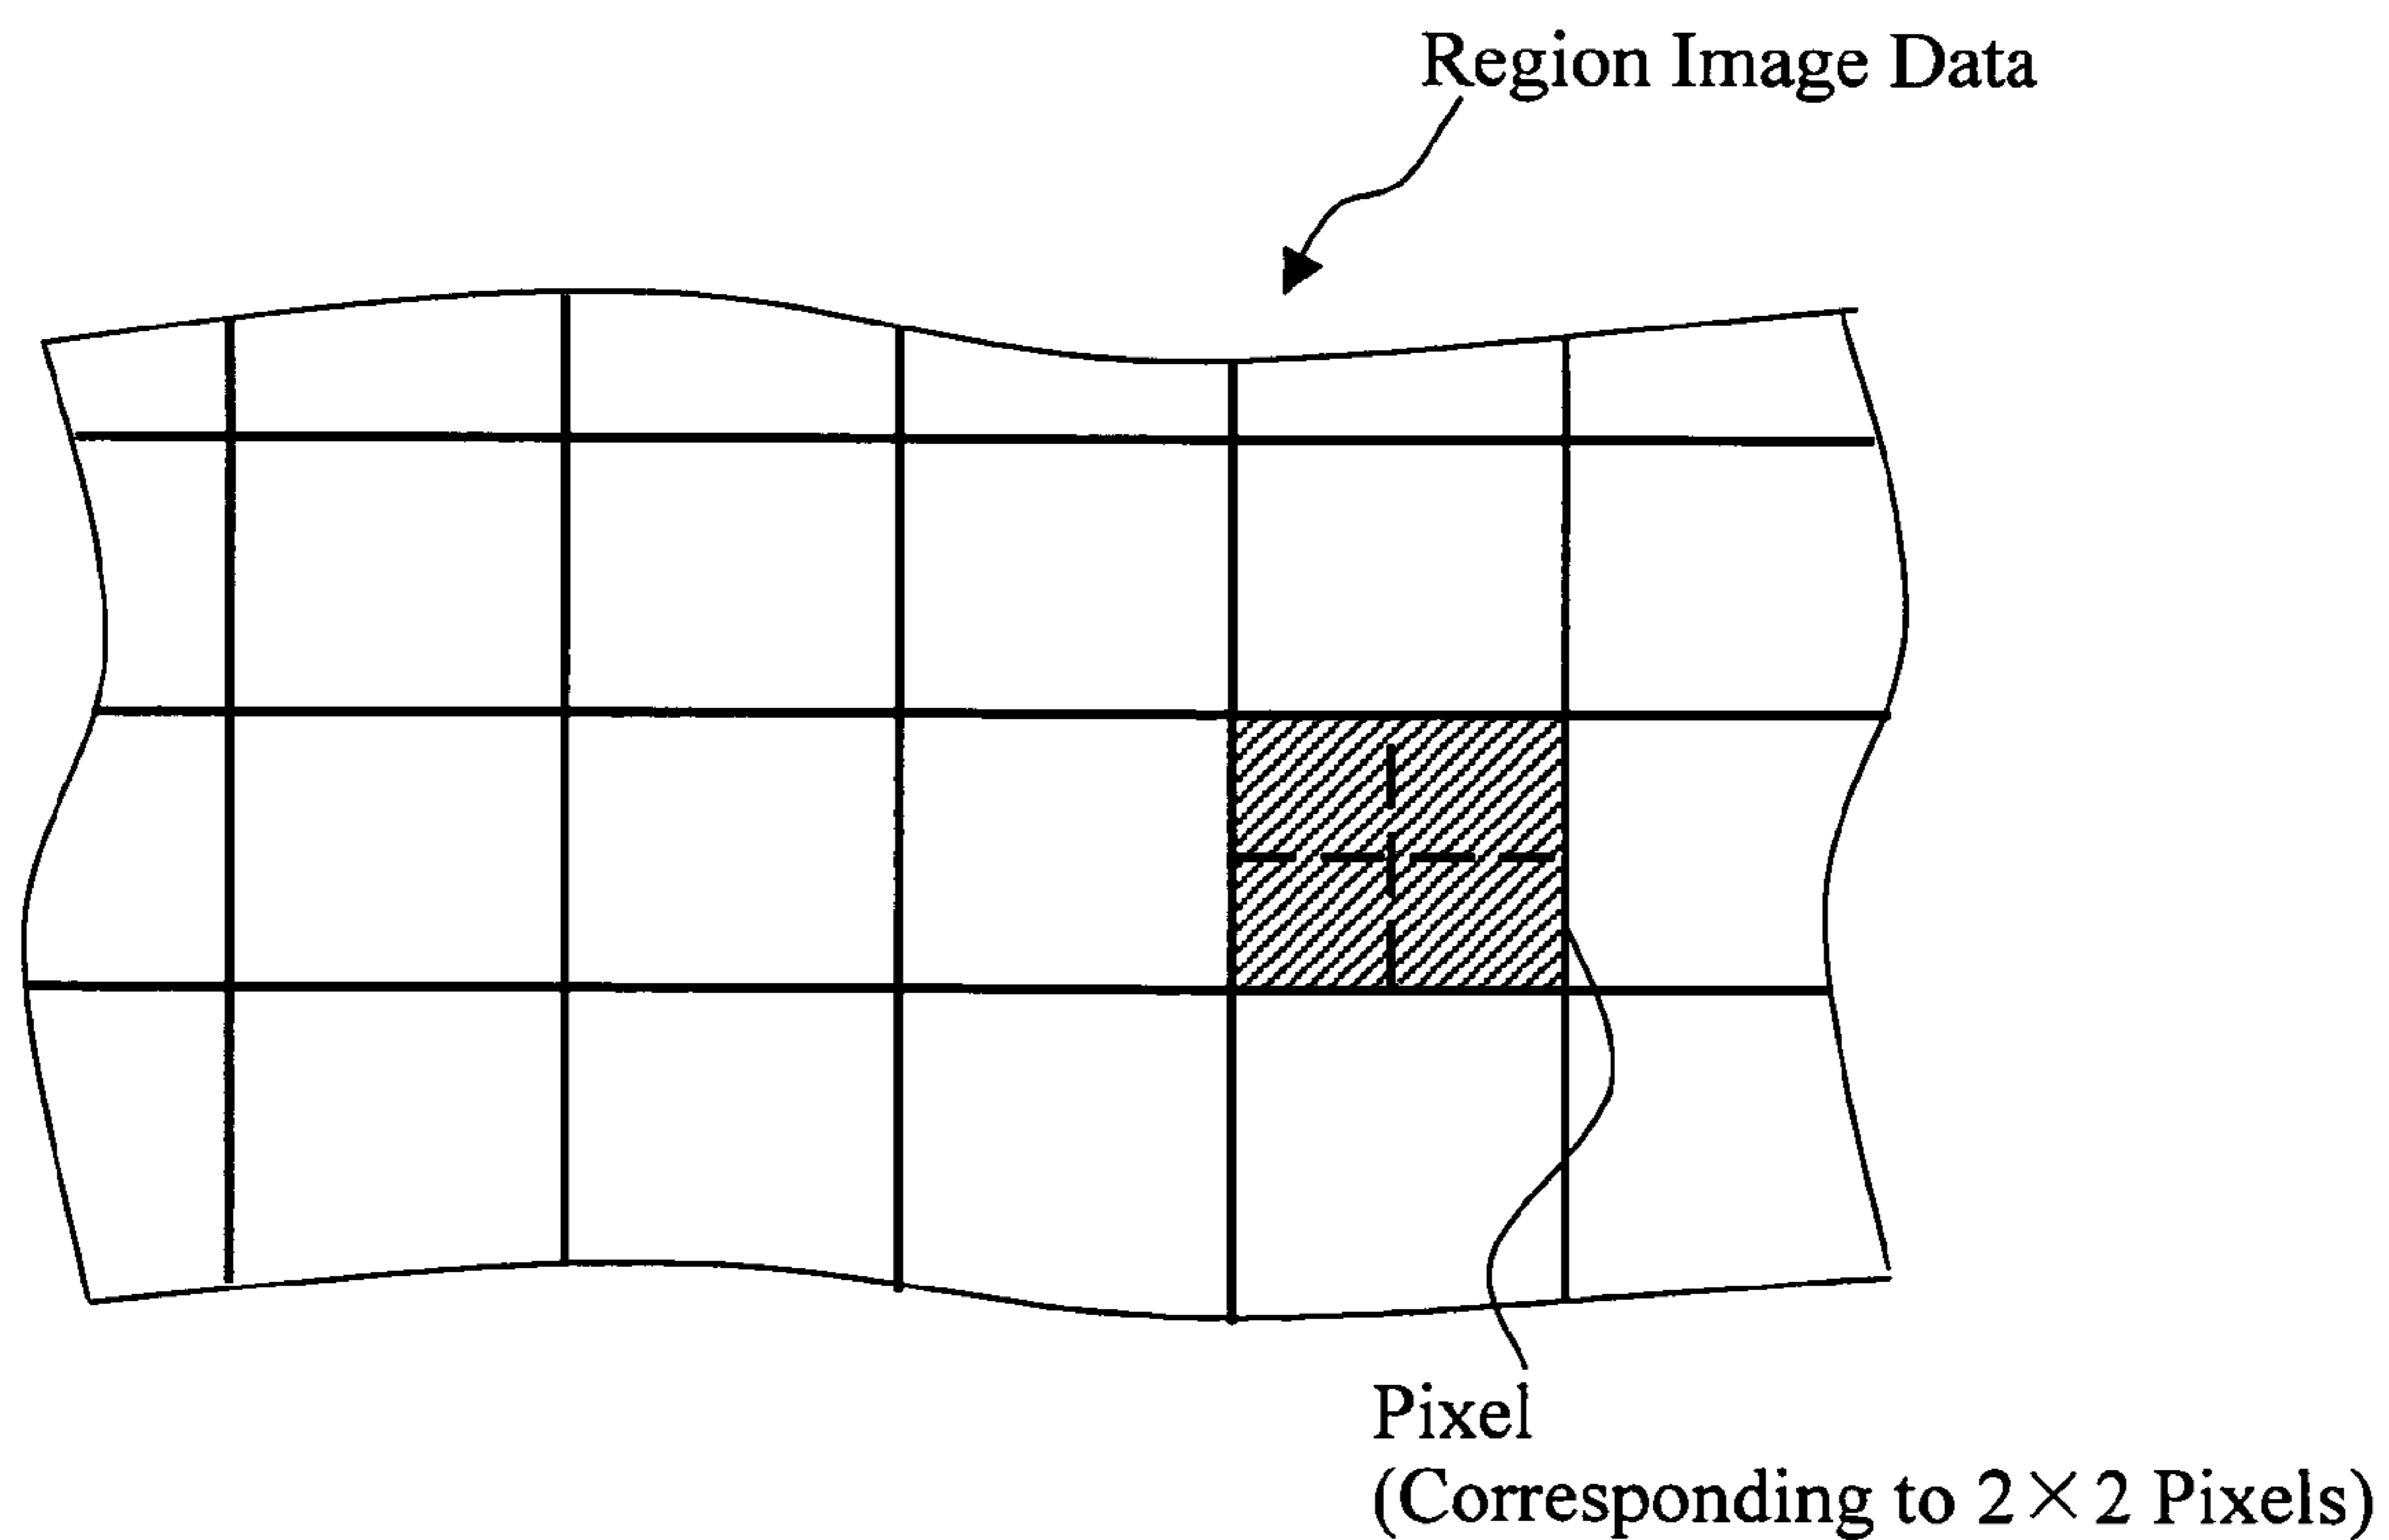 Region Image Data
Pixel
(Corresponding to 2×2 Pixels)